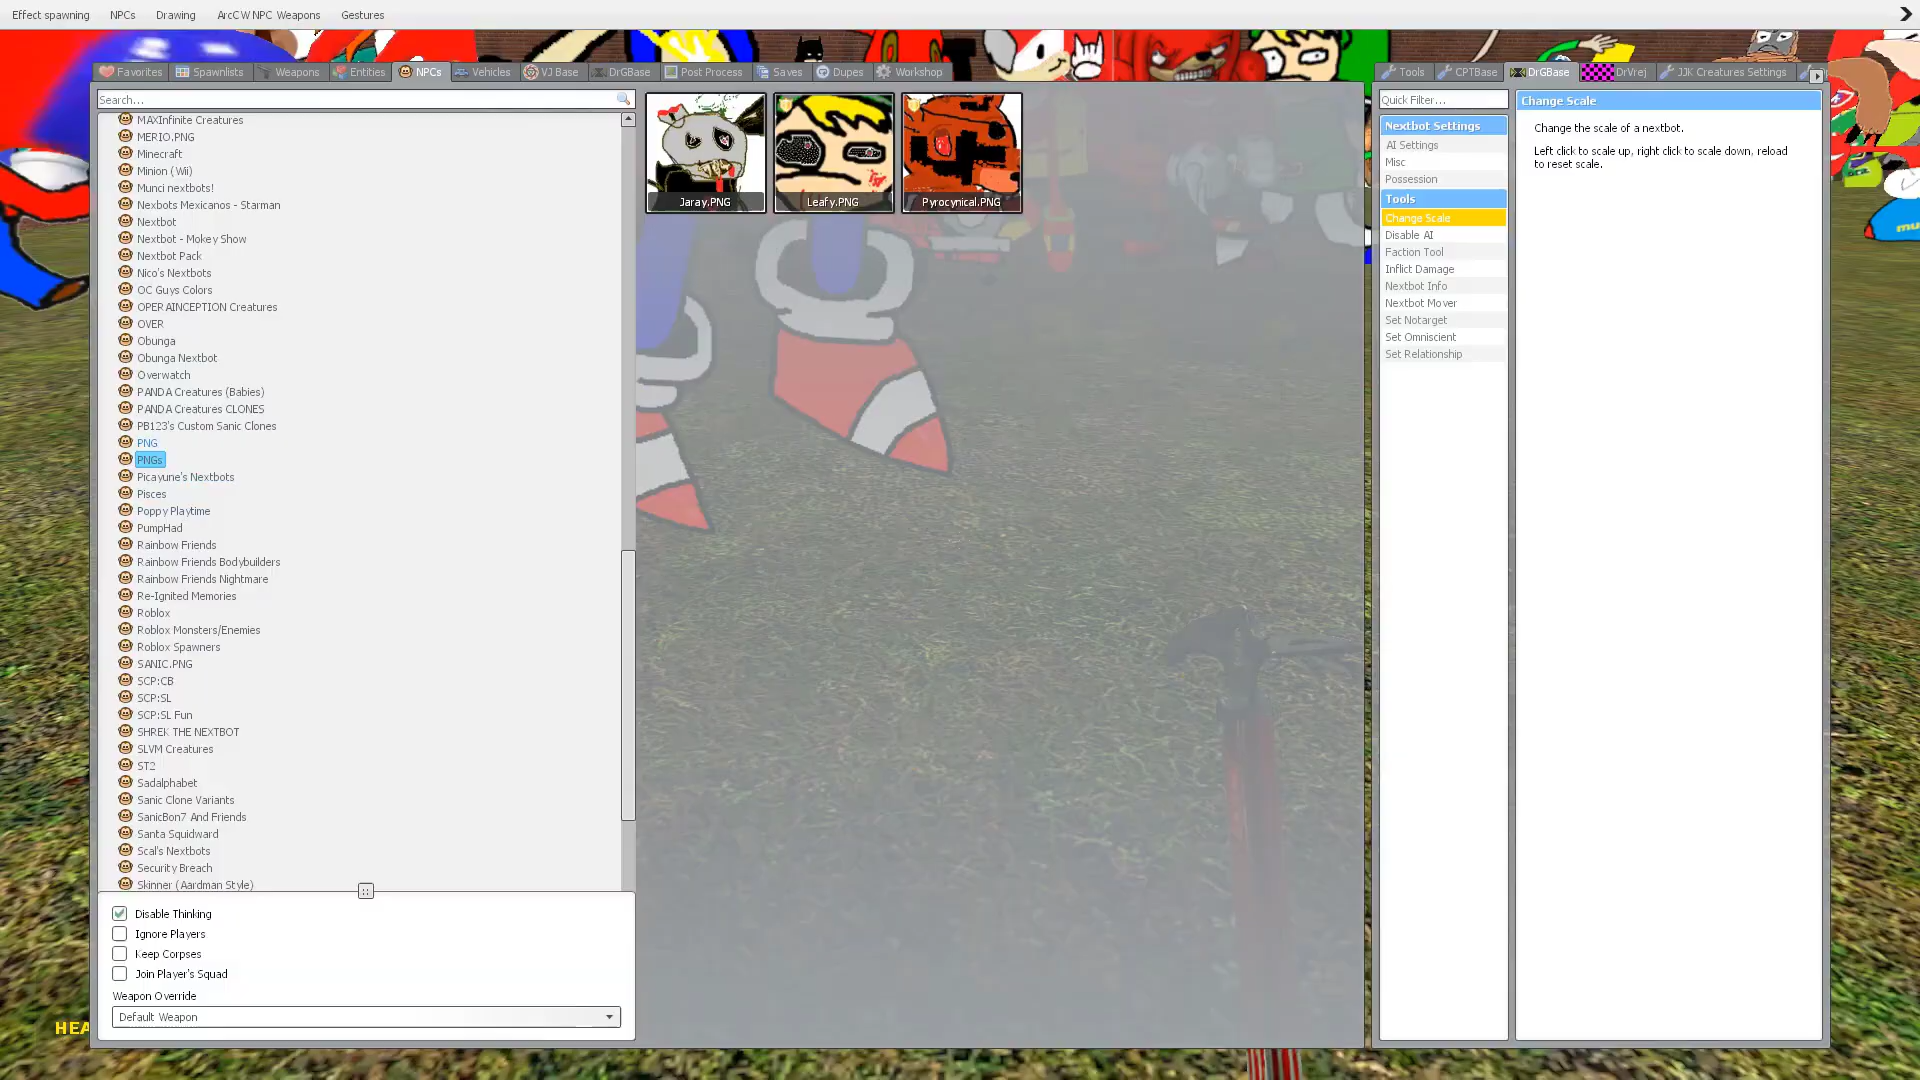 Effect spawning NPCs Drawing ArcCW NPC Weapons Gestures
Favorites Spawnlists Weapons Entities NPCs Vehicles VJ Base DrGBase Post Process Saves Dupes Workshop
Search...
MAXInfinite Creatures
MERIO.PNG
Minecraft
Minion (Wii)
Munci nextbots!
Nexbots Mexicanos - Starman
Nextbot
Nextbot - Mokey Show
Nextbot Pack
Nico's Nextbots
OC Guys Colors
OPERAINCEPTION Creatures
OVER
Obunga
Obunga Nextbot
Overwatch
PANDA Creatures (Babies)
PANDA Creatures CLONES
PB123's Custom Sanic Clones
PNG
PNGs
Picayune's Nextbots
Pisces
Poppy Playtime
PumpHad
Rainbow Friends
Rainbow Friends Bodybuilders
Rainbow Friends Nightmare
Re-Ignited Memories
Roblox
Roblox Monsters/Enemies
Roblox Spawners
SANIC.PNG
SCP:CB
SCP:SL
SCP:SL Fun
SHREK THE NEXTBOT
SLVM Creatures
ST2
Sadalphabet
Sanic Clone Variants
SanicBon7 And Friends
Santa Squidward
Scal's Nextbots
Security Breach
Skinner (Aardman Style)
Disable Thinking
Ignore Players
Keep Corpses
Join Player's Squad
Weapon Override
Default Weapon
HEA
Jaray.PNG
Leafy.PNG
Pyrocynical.PNG
Tools CPTBase DrGBase DrVrej JJK Creatures Settings
Quick Filter...
Nextbot Settings
AI Settings
Misc
Possession
Tools
Change Scale
Disable AI
Faction Tool
Inflict Damage
Nextbot Info
Nextbot Mover
Set Notarget
Set Omniscient
Set Relationship
Change Scale
Change the scale of a nextbot.
Left click to scale up, right click to scale down, reload
to reset scale.